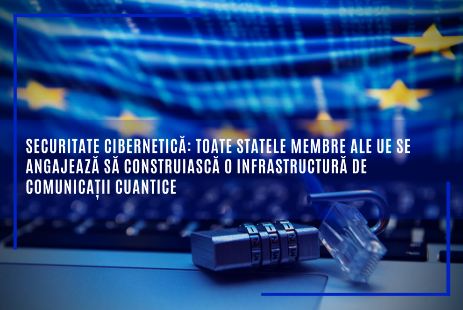 SECURITATE CIBERNETICĂ: TOATE STATELE MEMBRE ALE UE SE
ANGAJEAZĂ SĂ CONSTRUIASCĂ O INFRASTRUCTURĂ DE
COMUNICAȚII CUANTICE